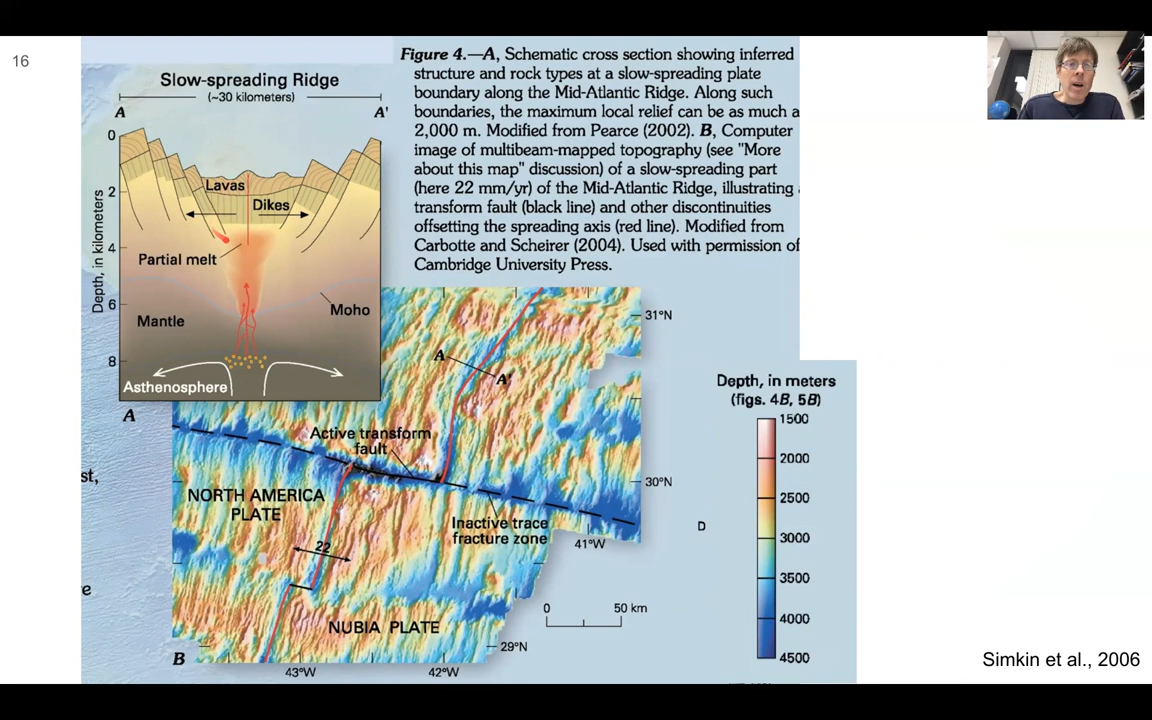 16
Slow-spreading Ridge
(~30 kilometers)
A
A'
0
2
4
6
8
Depth, in kilometers
Lavas
Dikes
Partial melt
Moho
Mantle
Asthenosphere
A
Figure 4.—A, Schematic cross section showing inferred
structure and rock types at a slow-spreading plate
boundary along the Mid-Atlantic Ridge. Along such
boundaries, the maximum local relief can be as much a
2,000 m. Modified from Pearce (2002). B, Computer
image of multibeam-mapped topography (see "More
about this map" discussion) of a slow-spreading part
(here 22 mm/yr) of the Mid-Atlantic Ridge, illustrating
transform fault (black line) and other discontinuities
offsetting the spreading axis (red line). Modified from
Carbotte and Scheirer (2004). Used with permission of
Cambridge University Press.
31°N
A
A'
Active transform
fault
NORTH AMERICA
PLATE
30°N
Inactive trace
fracture zone
41°W
22
NUBIA PLATE
0
50 km
29°N
B
43°W
42°W
st,
e
D
Depth, in meters
(figs. 4B, 5B)
1500
2000
2500
3000
3500
4000
4500
Simkin et al., 2006